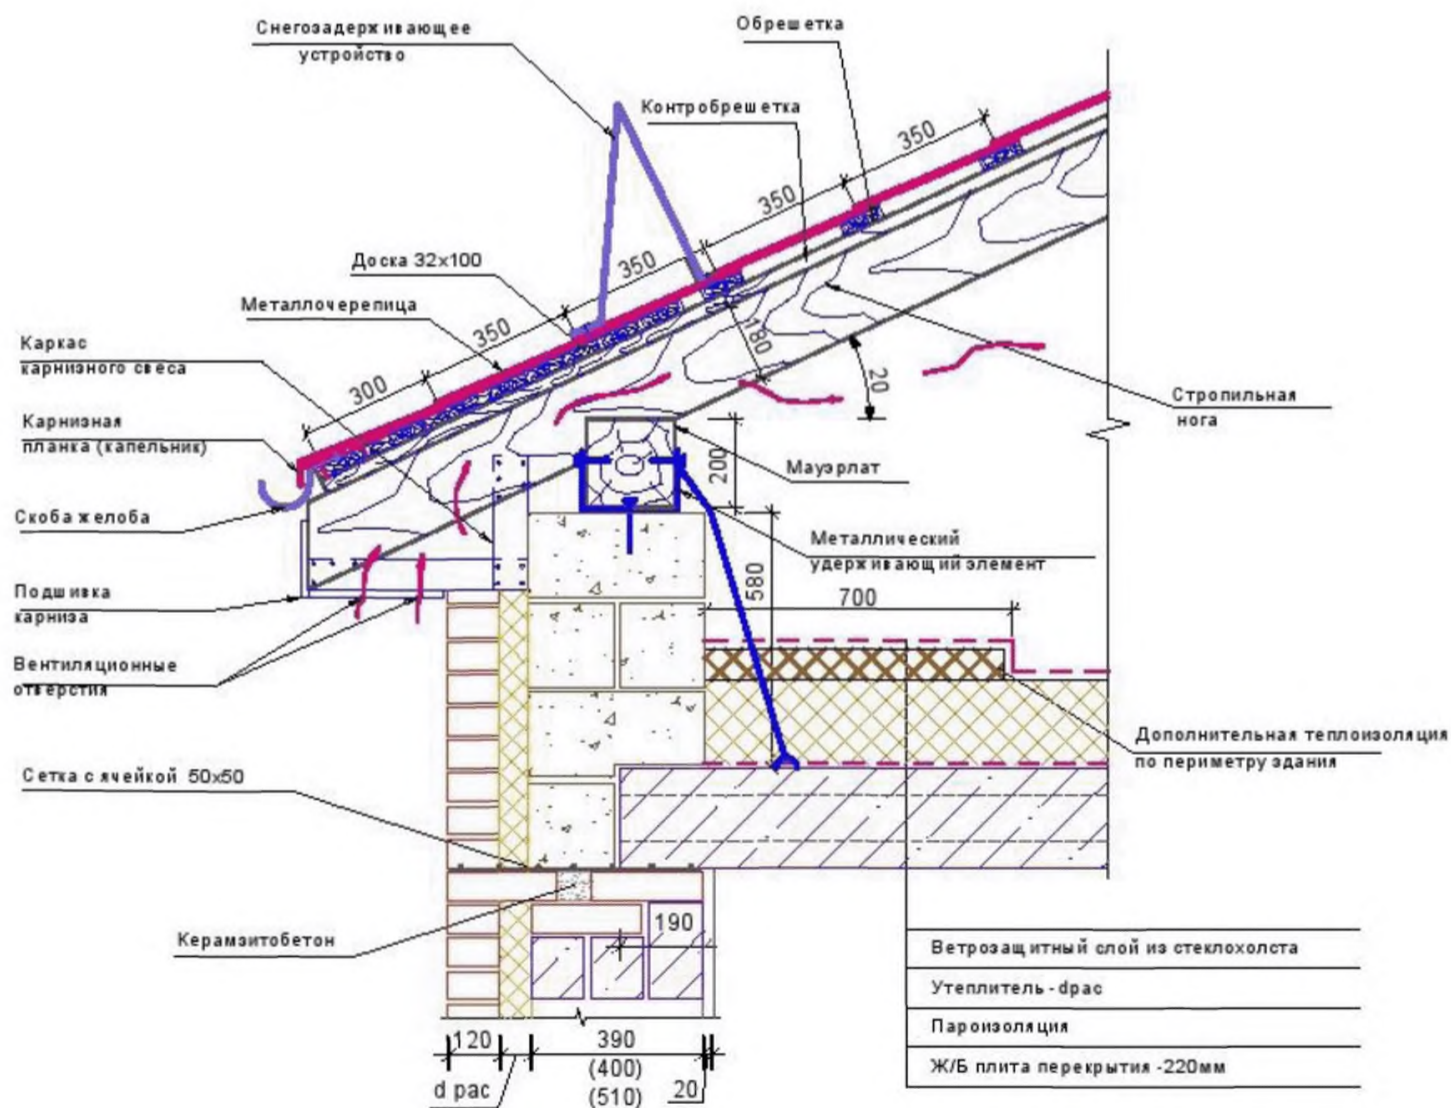 Снегозадерживающее
устройство
Обрешетка
Контробрешетка
350
350
350
350
300
Доска 32х100
Металлочерепица
Каркас
карнизного свеса
Карнизная
планка (капельник)
Скоба желоба
Подшивка
карниза
Вентиляционные
отверстия
Сетка с ячейкой 50х50
Керамзитобетон
180
20
Стропильная
нога
200
Мауэрлат
Металлический
удерживающий элемент
580
700
Дополнительная теплоизоляция
по периметру здания
190
Ветрозащитный слой из стеклохолста
Утеплитель - dрас
Пароизоляция
Ж/Б плита перекрытия -220мм
120
390
(400)
(510)
d рас
20